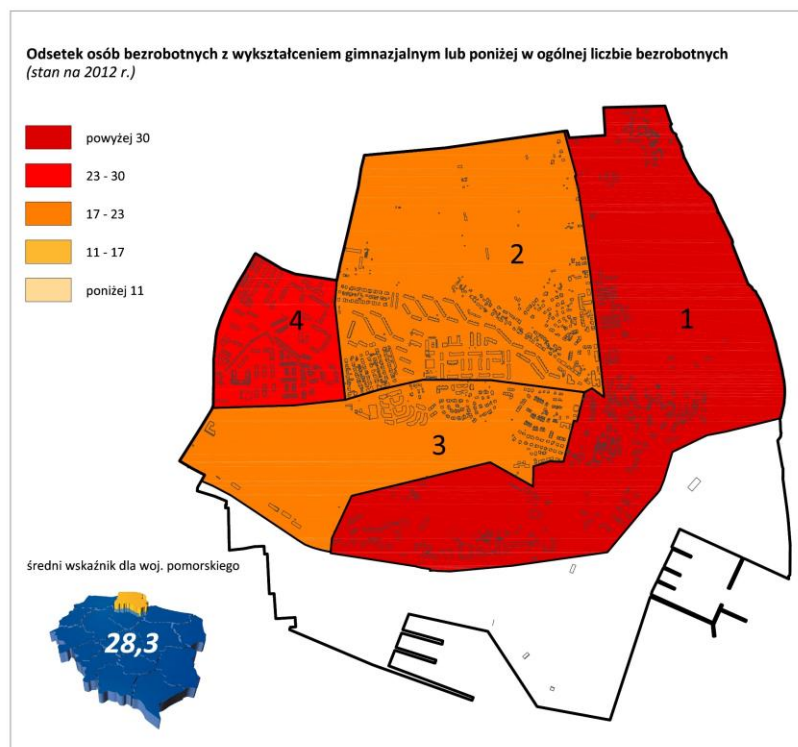 Odsetek osób bezrobotnych z wykształceniem gimnazjalnym lub poniżej w ogólnej liczbie bezrobotnych
(stan na 2012 r.)
powyżej 30
23 - 30
17 - 23
11 - 17
poniżej 11
2
4
1
3
średni wskaźnik dla woj. pomorskiego
28,3